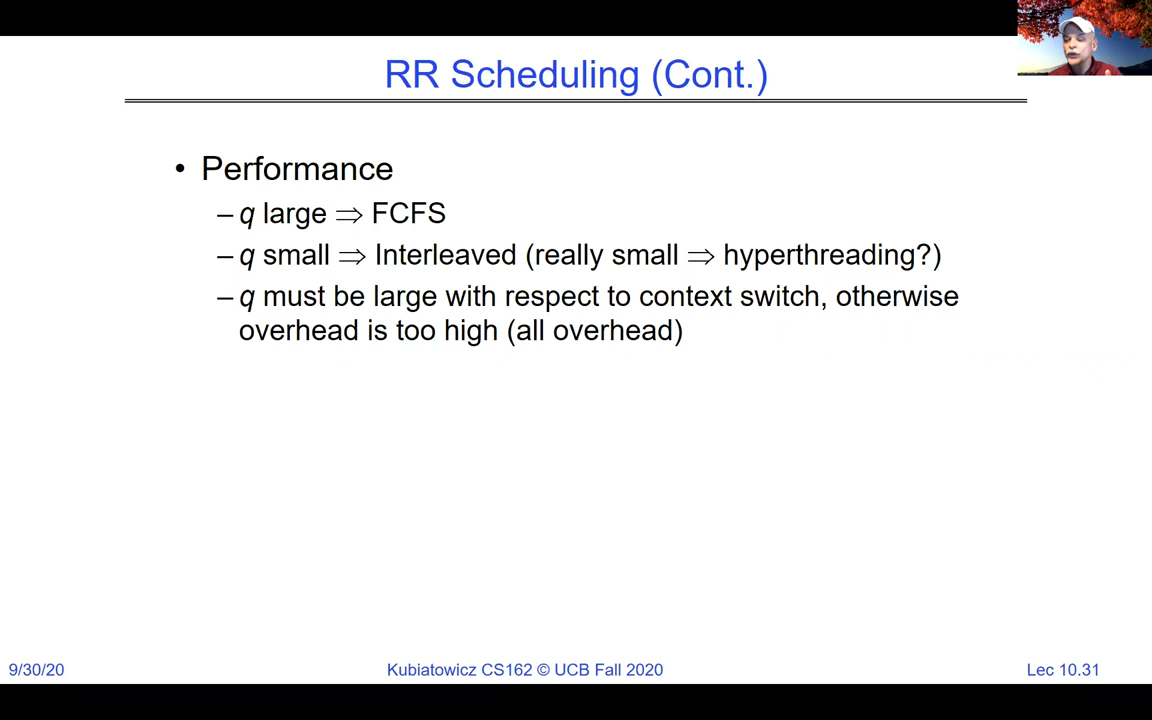 RR Scheduling (Cont.)
• Performance
– q large ⇒ FCFS
– q small ⇒ Interleaved (really small ⇒ hyperthreading?)
– q must be large with respect to context switch, otherwise
overhead is too high (all overhead)
9/30/20
Kubiatowicz CS162 © UCB Fall 2020
Lec 10.31